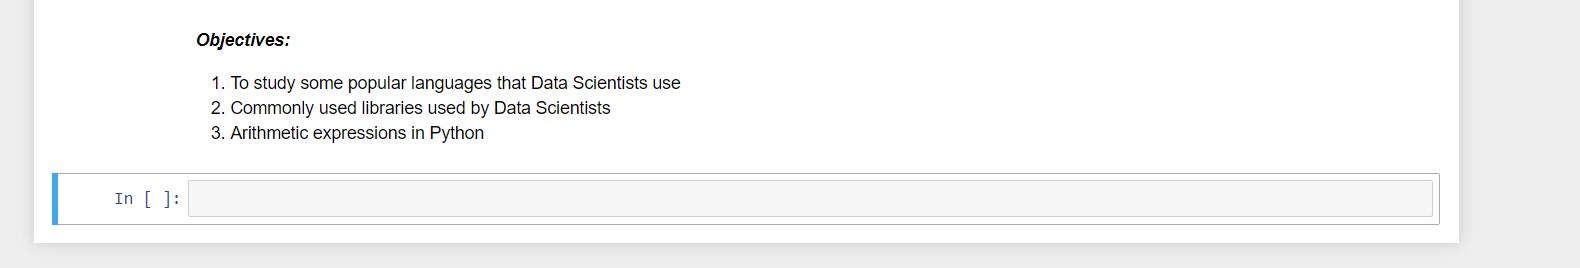 Objectives:
1. To study some popular languages that Data Scientists use
2. Commonly used libraries used by Data Scientists
3. Arithmetic expressions in Python
In [ ]: